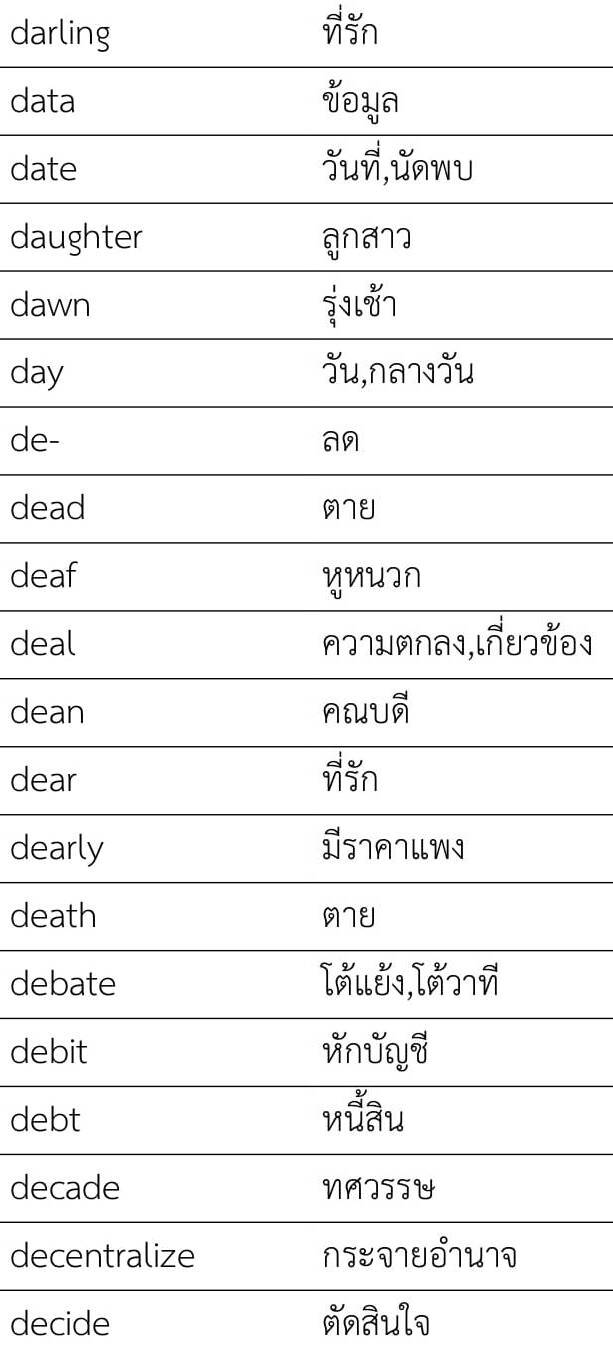 darling ที่รัก
data ข้อมูล
date วันที่,นัดพบ
daughter ลูกสาว
dawn รุ่งเช้า
day วัน,กลางวัน
de- ลด
dead ตาย
deaf หูหนวก
deal ความตกลง,เกี่ยวข้อง
dean คณบดี
dear ที่รัก
dearly มีราคาแพง
death ตาย
debate โต้แย้ง,โต้วาที
debit หักบัญชี
debt หนี้สิน
decade ทศวรรษ
decentralize กระจายอำนาจ
decide ตัดสินใจ